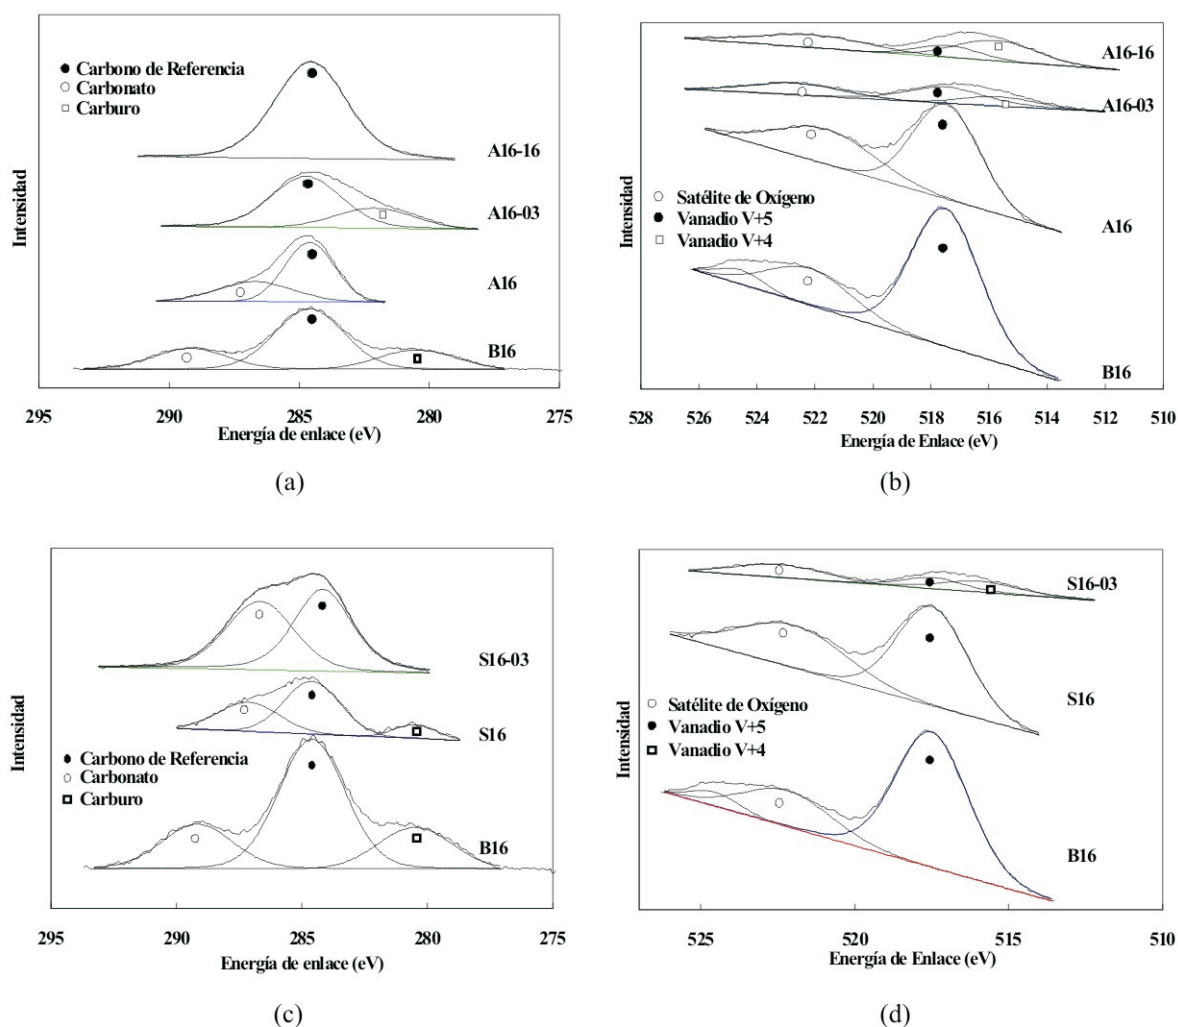 Carbono de Referencia
Carbonato
Carburo
A16-16
A16-03
A16
B16
Intensidad
295 290 285 280 275
Energía de enlace (eV)
(a)
A16-16
A16-03
Satélite de Oxígeno
Vanadio V+5
Vanadio V+4
A16
B16
Intensidad
528 526 524 522 520 518 516 514 512 510
Energía de Enlace (eV)
(b)
S16-03
S16
Carbono de Referencia
Carbonato
Carburo
B16
Intensidad
295 290 285 280 275
Energía de enlace (eV)
(c)
S16-03
S16
Satélite de Oxígeno
Vanadio V+5
Vanadio V+4
B16
Intensidad
525 520 515 510
Energía de Enlace (eV)
(d)